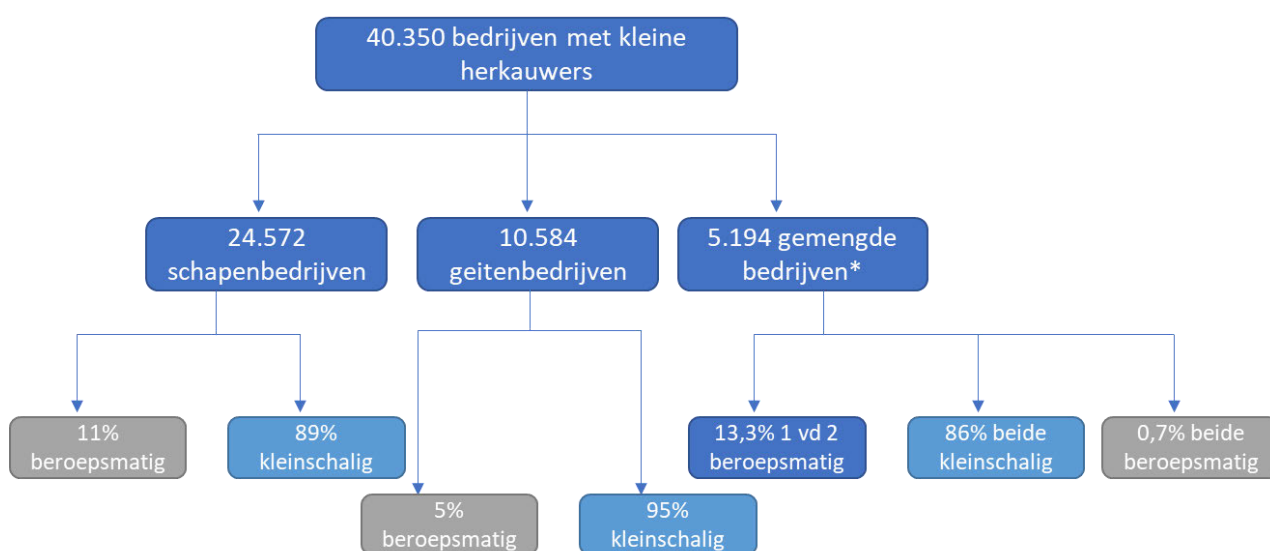 40.350 bedrijven met kleine
herkauwers
24.572
schapenbedrijven
10.584
geitenbedrijven
5.194 gemengde
bedrijven*
11%
beroepsmatig
89%
kleinschalig
5%
beroepsmatig
95%
kleinschalig
13,3% 1 vd 2
beroepsmatig
86% beide
kleinschalig
0,7% beide
beroepsmatig